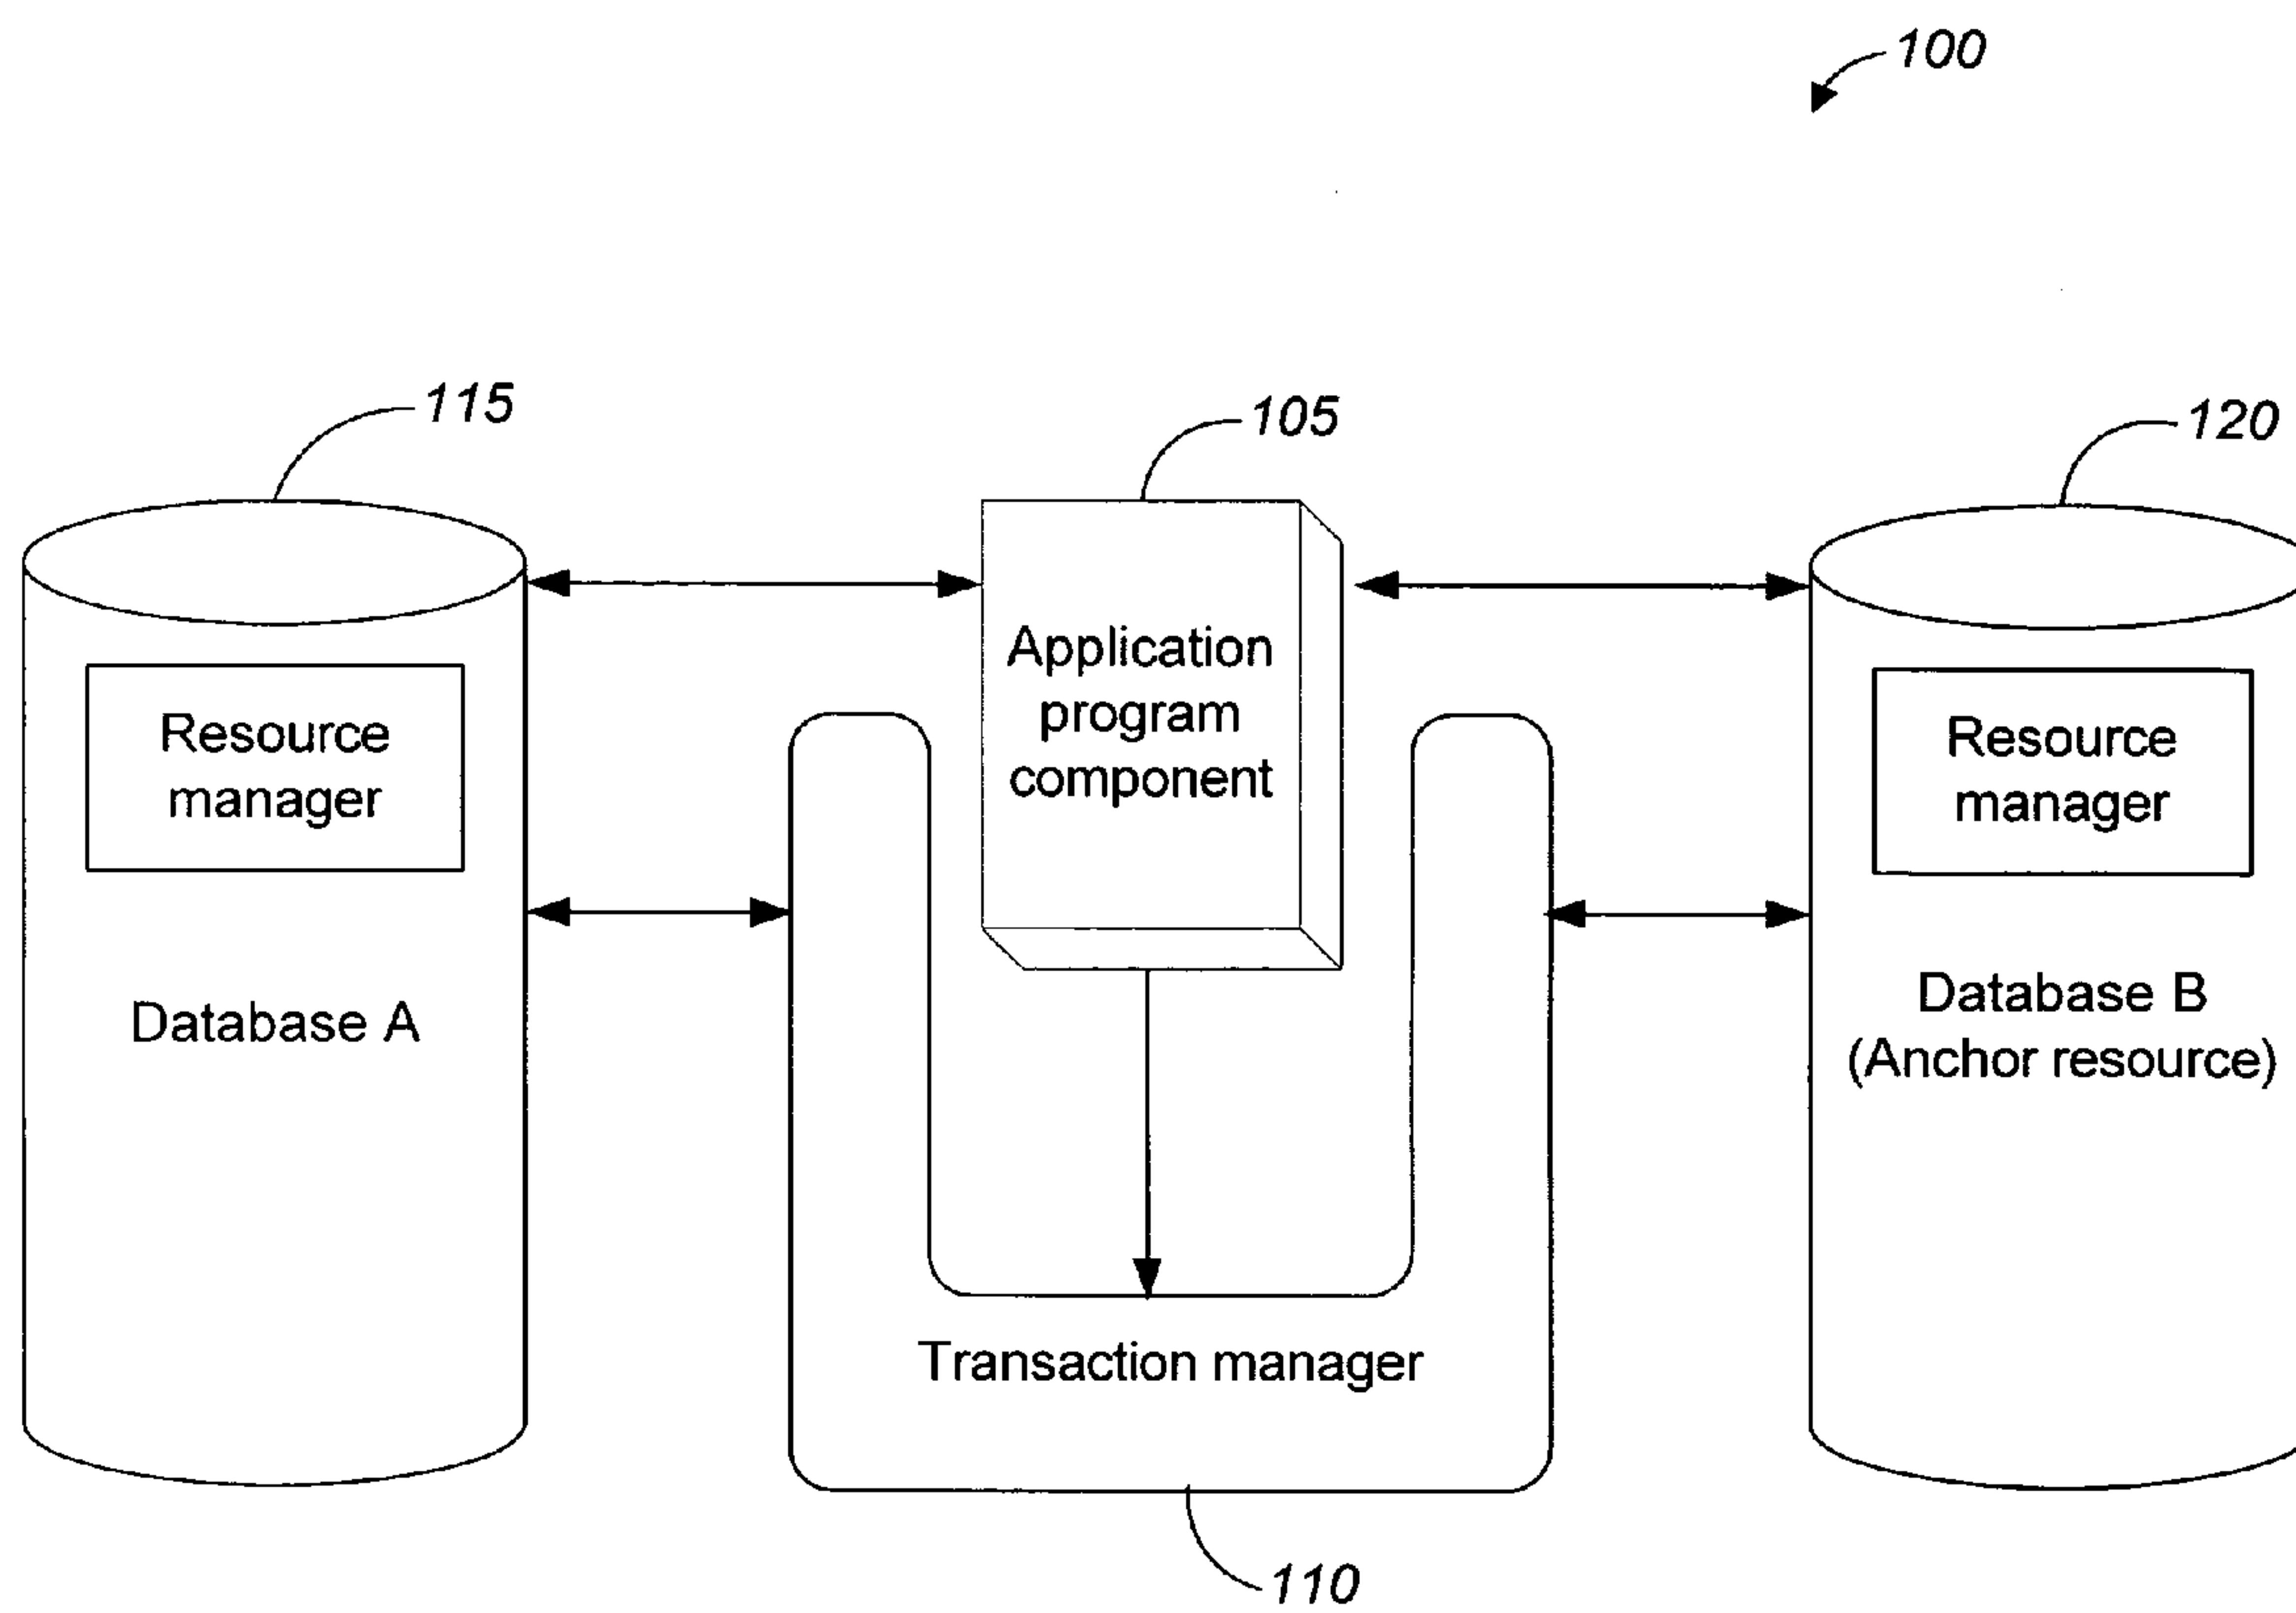 100
115
105
120
Application
program
component
Resource
manager
Resource
manager
Database A
Database B
(Anchor resource)
Transaction manager
110